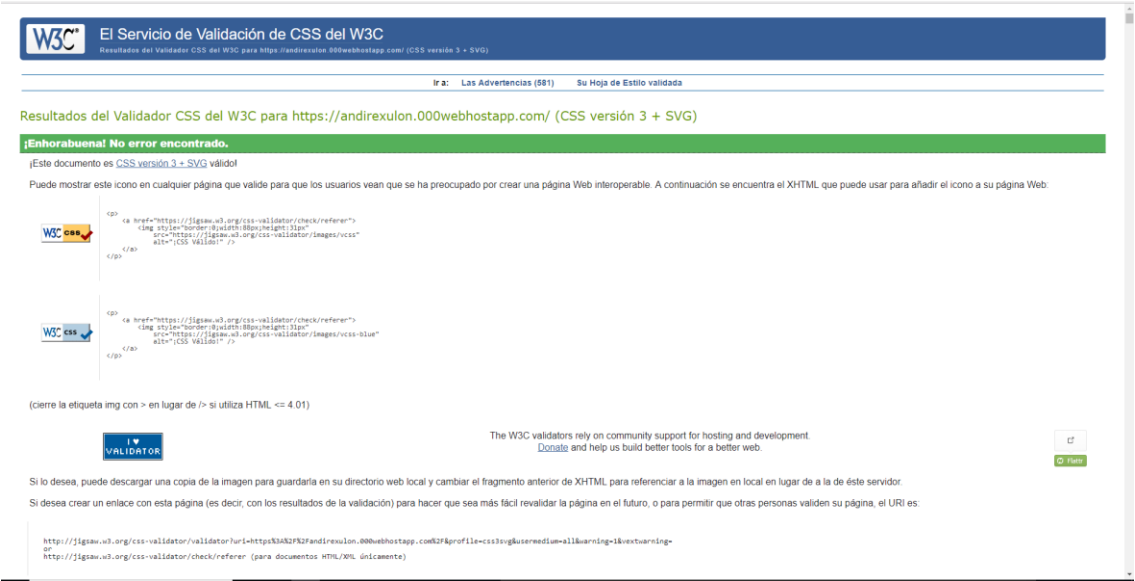 W3C®
El Servicio de Validación de CSS del W3C
Resultados del Validador CSS del W3C para https://andirexulon.000webhostapp.com/ (CSS versión 3 + SVG)
Ir a: Las Advertencias (581) Su Hoja de Estilo validada
Resultados del Validador CSS del W3C para https://andirexulon.000webhostapp.com/ (CSS versión 3 + SVG)
¡Enhorabuena! No error encontrado.
¡Este documento es CSS versión 3 + SVG válido!
Puede mostrar este icono en cualquier página que valide para que los usuarios vean que se ha preocupado por crear una página Web interoperable. A continuación se encuentra el XHTML que puede usar para añadir el icono a su página Web:
W3C css
<p>
<a href="https://jigsaw.w3.org/css-validator/check/referer">
<img style="border:0;width:88px;height:31px"
src="https://jigsaw.w3.org/css-validator/images/vcss"
alt="¡CSS Válido!" />
</a>
</p>
W3C css
<p>
<a href="https://jigsaw.w3.org/css-validator/check/referer">
<img style="border:0;width:88px;height:31px"
src="https://jigsaw.w3.org/css-validator/images/vcss-blue"
alt="¡CSS Válido!" />
</a>
</p>
(cierre la etiqueta img con > en lugar de /> si utiliza HTML <= 4.01)
I ♥
VALIDATOR
The W3C validators rely on community support for hosting and development.
Donate and help us build better tools for a better web.
Flattr
Si lo desea, puede descargar una copia de la imagen para guardarla en su directorio web local y cambiar el fragmento anterior de XHTML para referenciar a la imagen en local en lugar de a la de éste servidor.
Si desea crear un enlace con esta página (es decir, con los resultados de la validación) para hacer que sea más fácil revalidar la página en el futuro, o para permitir que otras personas validen su página, el URI es:
http://jigsaw.w3.org/css-validator/validator?uri=https%3A%2F%2Fandirexulon.000webhostapp.com%2F&profile=css3svg&usermedium=all&warning=1&vextwarning=
or
http://jigsaw.w3.org/css-validator/check/referer (para documentos HTML/XML únicamente)